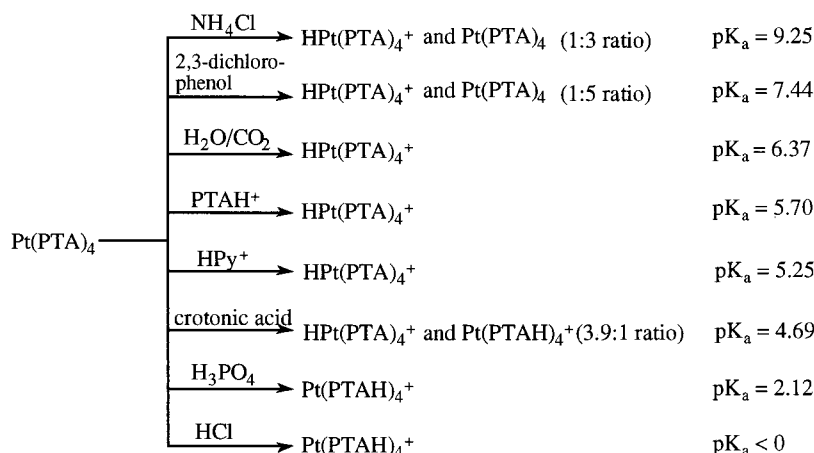 NH₄Cl HPt(PTA)₄⁺ and Pt(PTA)₄ (1:3 ratio) pKₐ = 9.25
2,3-dichloro-
phenol HPt(PTA)₄⁺ and Pt(PTA)₄ (1:5 ratio) pKₐ = 7.44
H₂O/CO₂ HPt(PTA)₄⁺ pKₐ = 6.37
PTAH⁺ HPt(PTA)₄⁺ pKₐ = 5.70
Pt(PTA)₄
HPy⁺ HPt(PTA)₄⁺ pKₐ = 5.25
crotonic acid HPt(PTA)₄⁺ and Pt(PTAH)₄⁺ (3.9:1 ratio) pKₐ = 4.69
H₃PO₄ Pt(PTAH)₄⁺ pKₐ = 2.12
HCl Pt(PTAH)₄⁺ pKₐ < 0